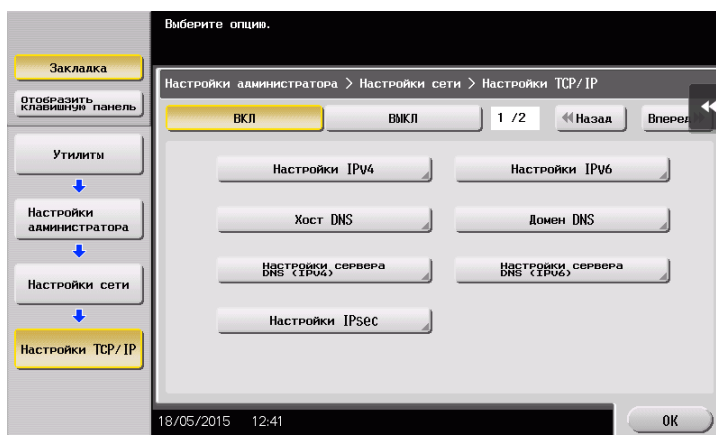 Выберите опцию.
Закладка
Отобразить
клавишную панель
Настройки администратора > Настройки сети > Настройки TCP/IP
ВКЛ
ВЫКЛ
1 /2
Назад
Вперед
Утилиты
Настройки
администратора
Настройки сети
Настройки TCP/IP
Настройки IPv4
Настройки IPv6
Хост DNS
Домен DNS
Настройки сервера
DNS (IPv4)
Настройки сервера
DNS (IPv6)
Настройки IPsec
18/05/2015 12:41
OK